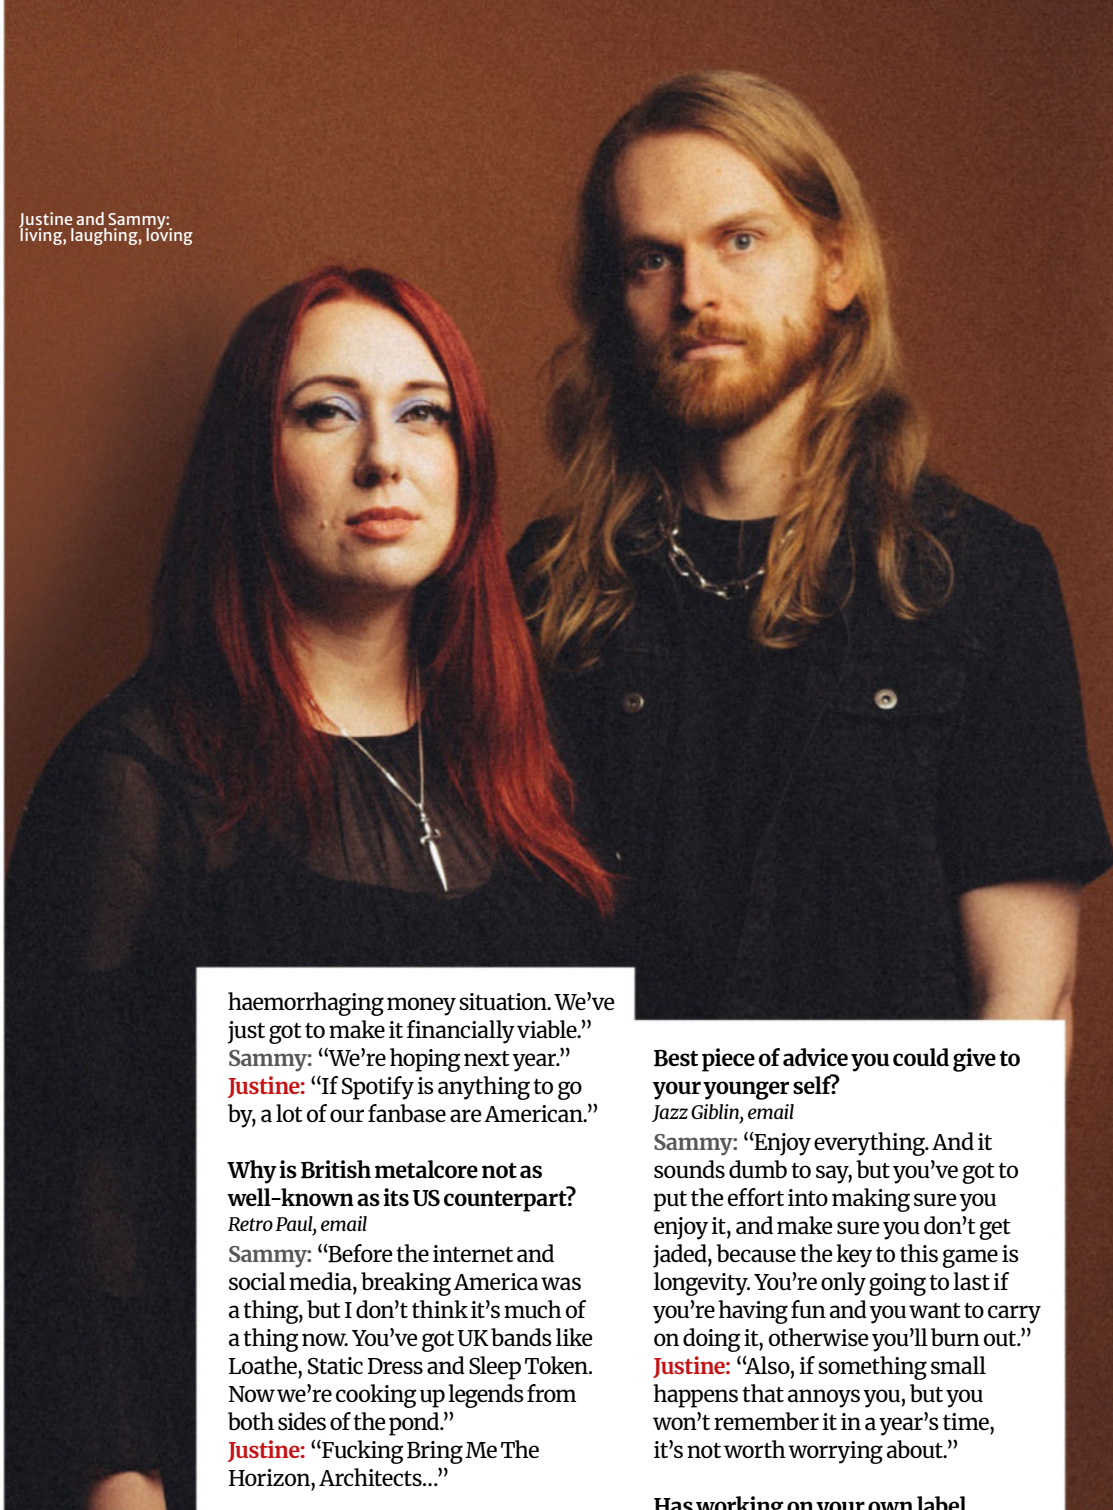 Justine and Sammy:
living, laughing, loving
haemorrhaging money situation. We’ve
just got to make it financially viable.”
Sammy: “We’re hoping next year.”
Justine: “If Spotify is anything to go
by, a lot of our fanbase are American.”
Why is British metalcore not as
well-known as its US counterpart?
Retro Paul, email
Sammy: “Before the internet and
social media, breaking America was
a thing, but I don’t think it’s much of
a thing now. You’ve got UK bands like
Loathe, Static Dress and Sleep Token.
Now we’re cooking up legends from
both sides of the pond.”
Justine: “Fucking Bring Me The
Horizon, Architects…”
Best piece of advice you could give to
your younger self?
Jazz Giblin, email
Sammy: “Enjoy everything. And it
sounds dumb to say, but you’ve got to
put the effort into making sure you
enjoy it, and make sure you don’t get
jaded, because the key to this game is
longevity. You’re only going to last if
you’re having fun and you want to carry
on doing it, otherwise you’ll burn out.”
Justine: “Also, if something small
happens that annoys you, but you
won’t remember it in a year’s time,
it’s not worth worrying about.”
Has working on your own label